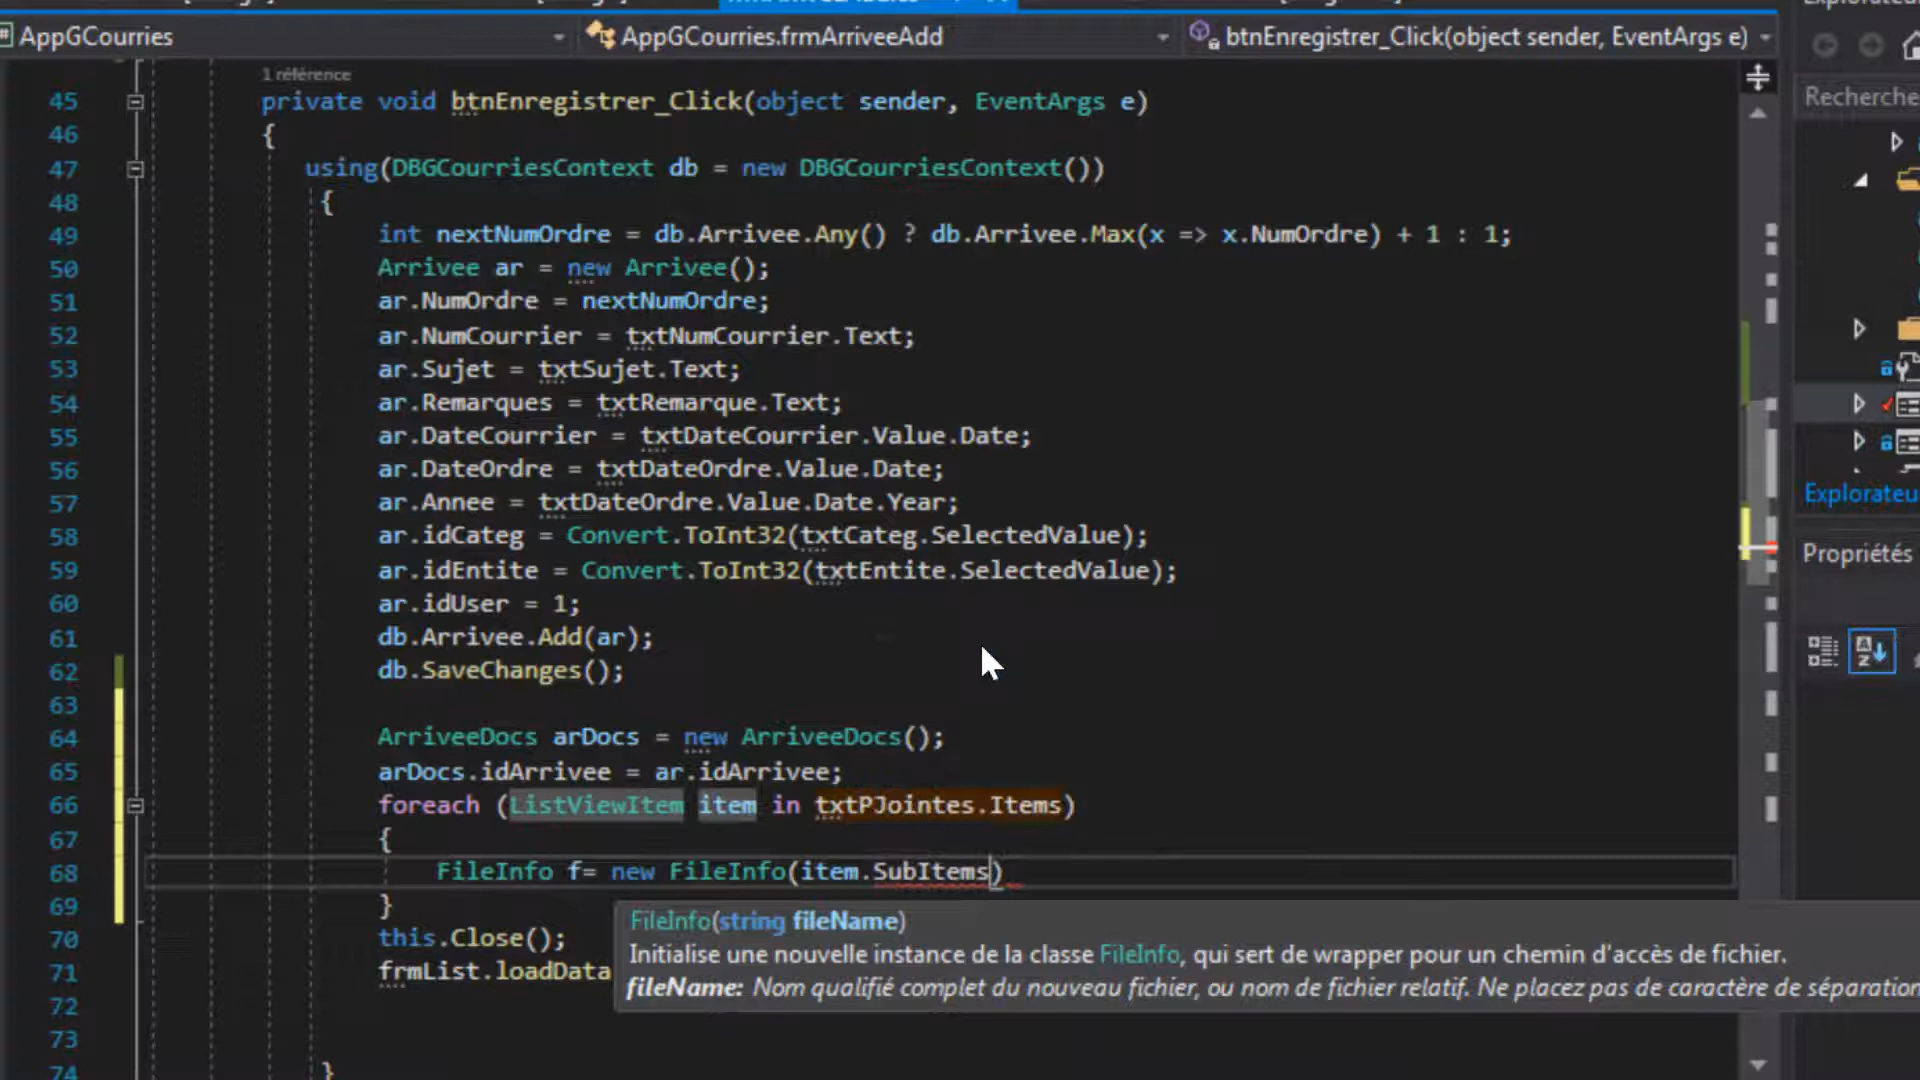 AppGCourries
AppGCourries.frmArriveeAdd
btnEnregistrer_Click(object sender, EventArgs e)
Recherche
1 référence
45 private void btnEnregistrer_Click(object sender, EventArgs e)
46 {
47 using(DBGCourriesContext db = new DBGCourriesContext())
48 {
49 int nextNumOrdre = db.Arrivee.Any() ? db.Arrivee.Max(x => x.NumOrdre) + 1 : 1;
50 Arrivee ar = new Arrivee();
51 ar.NumOrdre = nextNumOrdre;
52 ar.NumCourrier = txtNumCourrier.Text;
53 ar.Sujet = txtSujet.Text;
54 ar.Remarques = txtRemarque.Text;
55 ar.DateCourrier = txtDateCourrier.Value.Date;
56 ar.DateOrdre = txtDateOrdre.Value.Date;
57 ar.Annee = txtDateOrdre.Value.Date.Year;
58 ar.idCateg = Convert.ToInt32(txtCateg.SelectedValue);
59 ar.idEntite = Convert.ToInt32(txtEntite.SelectedValue);
60 ar.idUser = 1;
61 db.Arrivee.Add(ar);
62 db.SaveChanges();
63
64 ArriveeDocs arDocs = new ArriveeDocs();
65 arDocs.idArrivee = ar.idArrivee;
66 foreach (ListViewItem item in txtPJointes.Items)
67 {
68 FileInfo f= new FileInfo(item.SubItems)
69 }
70 this.Close();
71 frmList.loadData
72
73
74 }
FileInfo(string fileName)
Initialise une nouvelle instance de la classe FileInfo, qui sert de wrapper pour un chemin d'accès de fichier.
fileName: Nom qualifié complet du nouveau fichier, ou nom de fichier relatif. Ne placez pas de caractère de séparation
Explorateu
Propriétés